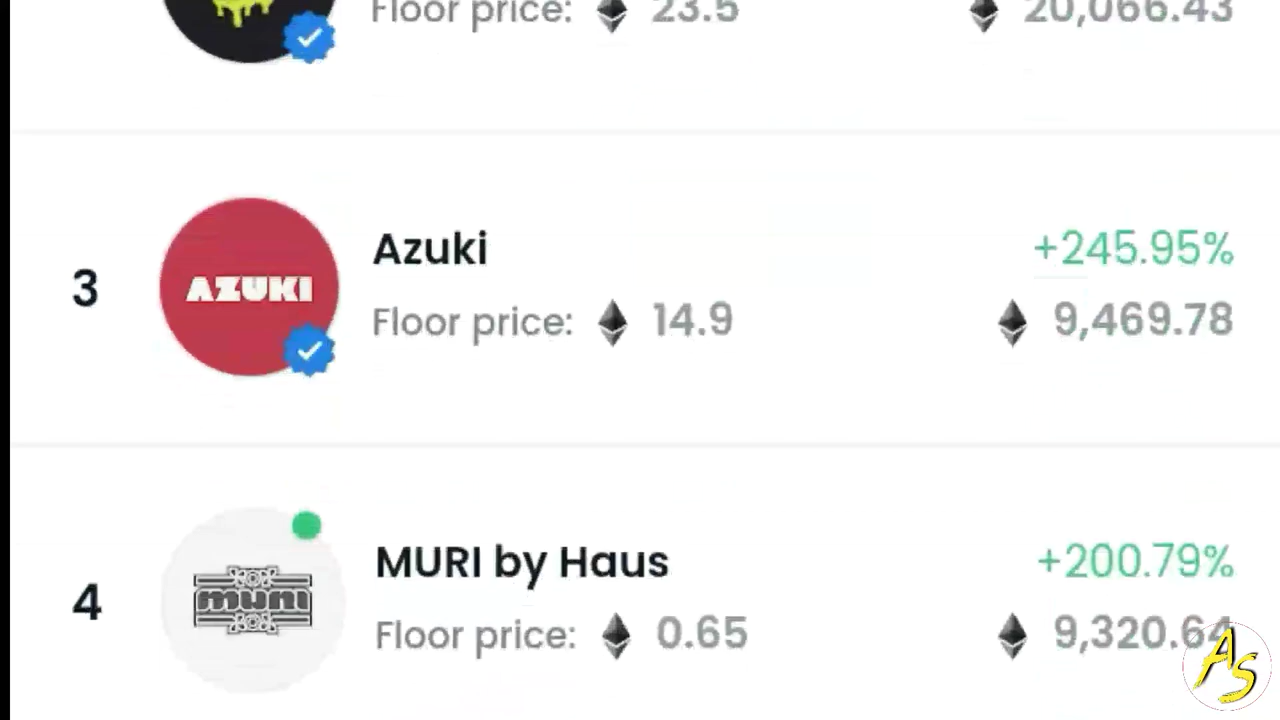 Floor price: 23.5 20,066.43
3 AZUKI Azuki +245.95%
Floor price: 14.9 9,469.78
4 MURI MURI by Haus +200.79%
Floor price: 0.65 9,320.64
AS